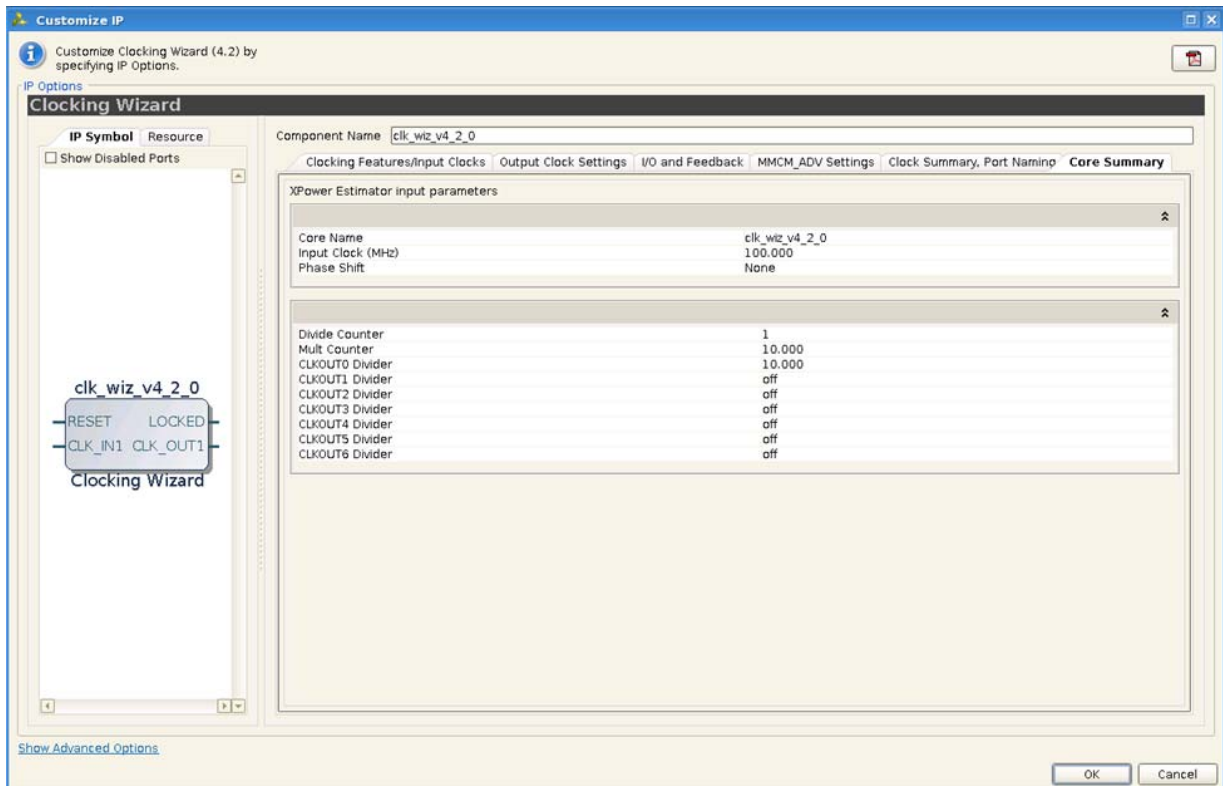 Customize IP
Customize Clocking Wizard (4.2) by
specifying IP Options.
IP Options
Clocking Wizard
IP Symbol Resource
Show Disabled Ports
clk_wiz_v4_2_0
RESET LOCKED
CLK_IN1 CLK_OUT1
Clocking Wizard
Component Name clk_wiz_v4_2_0
Clocking Features/Input Clocks Output Clock Settings I/O and Feedback MMCM_ADV Settings Clock Summary, Port Naming Core Summary
XPower Estimator input parameters
Core Name clk_wiz_v4_2_0
Input Clock (MHz) 100.000
Phase Shift None
Divide Counter 1
Mult Counter 10.000
CLKOUT0 Divider 10.000
CLKOUT1 Divider off
CLKOUT2 Divider off
CLKOUT3 Divider off
CLKOUT4 Divider off
CLKOUT5 Divider off
CLKOUT6 Divider off
Show Advanced Options
OK Cancel